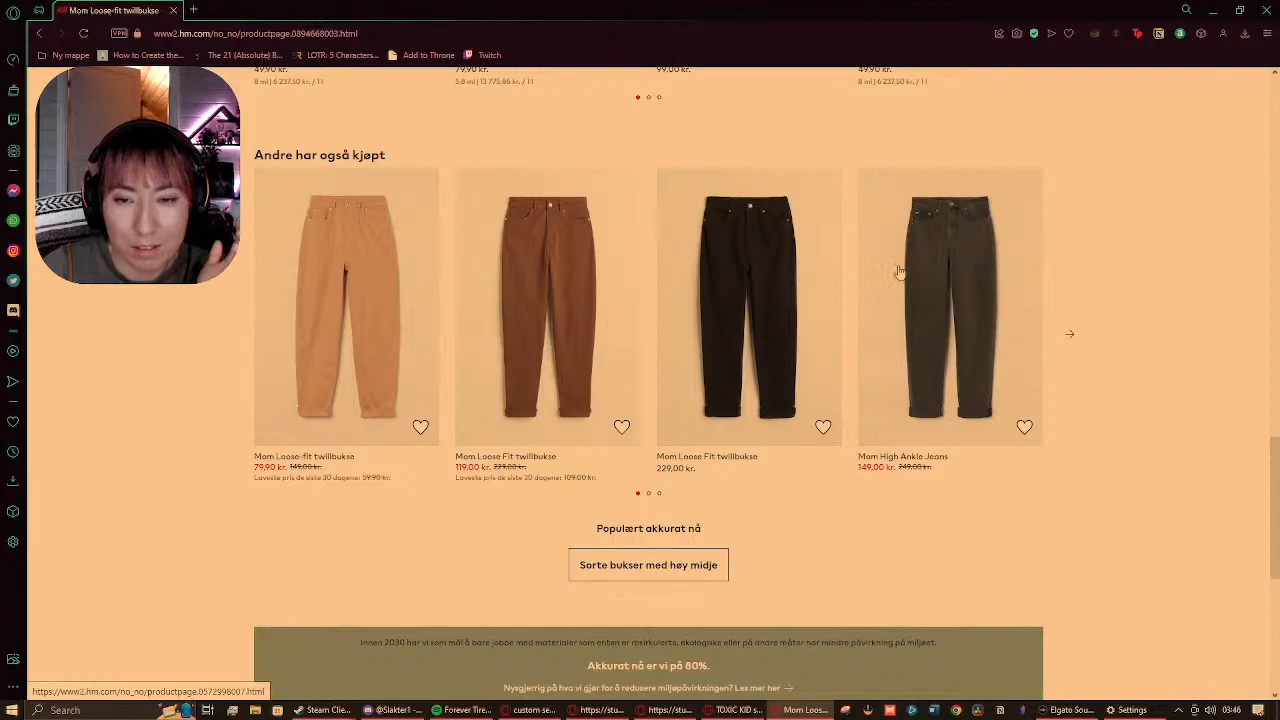 Mom Loose-fit twillbukse
www2.hm.com/no_no/productpage.0894668003.html
VPN
Ny mappe
How to Create the...
The 21 (Absolute) B...
LOTR: 5 Characters...
Add to Throne
Twitch
49,90 kr.
79,90 kr.
99,00 kr.
49,90 kr.
8 ml | 6 237,50 kr. / 1 l
5,8 ml | 13 775,86 kr. / 1 l
8 ml | 6 237,50 kr. / 1 l
Andre har også kjøpt
Mom Loose-fit twillbukse
79,90 kr. 149,00 kr.
Laveste pris de siste 30 dagene: 59,90 kr.
Mom Loose Fit twillbukse
119,00 kr. 229,00 kr.
Laveste pris de siste 30 dagene: 109,00 kr.
Mom Loose Fit twillbukse
229,00 kr.
Mom High Ankle Jeans
149,00 kr. 249,00 kr.
Populært akkurat nå
Sorte bukser med høy midje
Innen 2030 har vi som mål å bare jobbe med materialer som enten er resirkulerte, økologiske eller på andre måter har mindre påvirkning på miljøet.
Akkurat nå er vi på 80%.
Nysgjerrig på hva vi gjør for å redusere miljøpåvirkningen? Les mer her
https://www2.hm.com/no_no/productpage.0572998007.html
Search
Steam Clie...
@Slakter1 -...
Forever Tire...
custom se...
https://stu...
https://stu...
TOXIC KID ...
Mom Loos...
Elgato Sou...
Settings
03:46